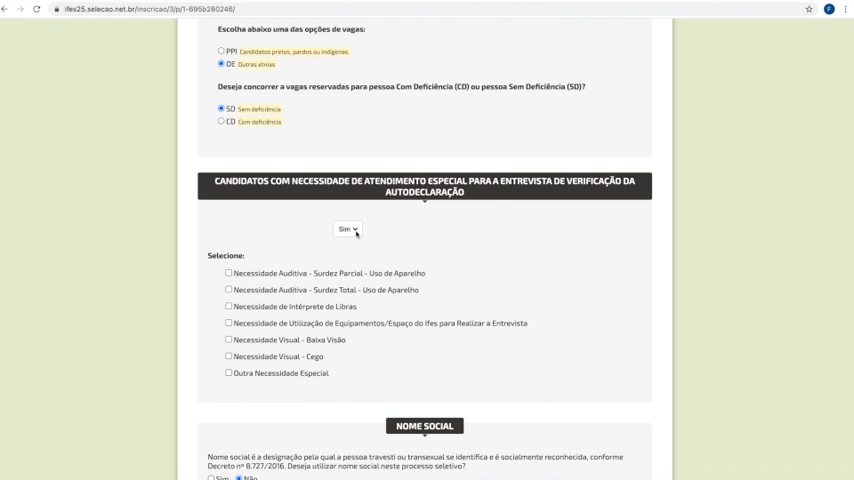 ifes25.selecao.net.br/inscricao/3/p/1-695b280246/
F
Escolha abaixo uma das opções de vagas:
PPI Candidatos pretos, pardos ou indígenas.
OE Outras etnias
Deseja concorrer a vagas reservadas para pessoa Com Deficiência (CD) ou pessoa Sem Deficiência (SD)?
SD Sem deficiência
CD Com deficiência
CANDIDATOS COM NECESSIDADE DE ATENDIMENTO ESPECIAL PARA A ENTREVISTA DE VERIFICAÇÃO DA
AUTODECLARAÇÃO
Sim
Selecione:
Necessidade Auditiva - Surdez Parcial - Uso de Aparelho
Necessidade Auditiva - Surdez Total - Uso de Aparelho
Necessidade de Intérprete de Libras
Necessidade de Utilização de Equipamentos/Espaço do Ifes para Realizar a Entrevista
Necessidade Visual - Baixa Visão
Necessidade Visual - Cego
Outra Necessidade Especial
NOME SOCIAL
Nome social é a designação pela qual a pessoa travesti ou transexual se identifica e é socialmente reconhecida, conforme
Decreto nº 8.727/2016. Deseja utilizar nome social neste processo seletivo?
Sim Não